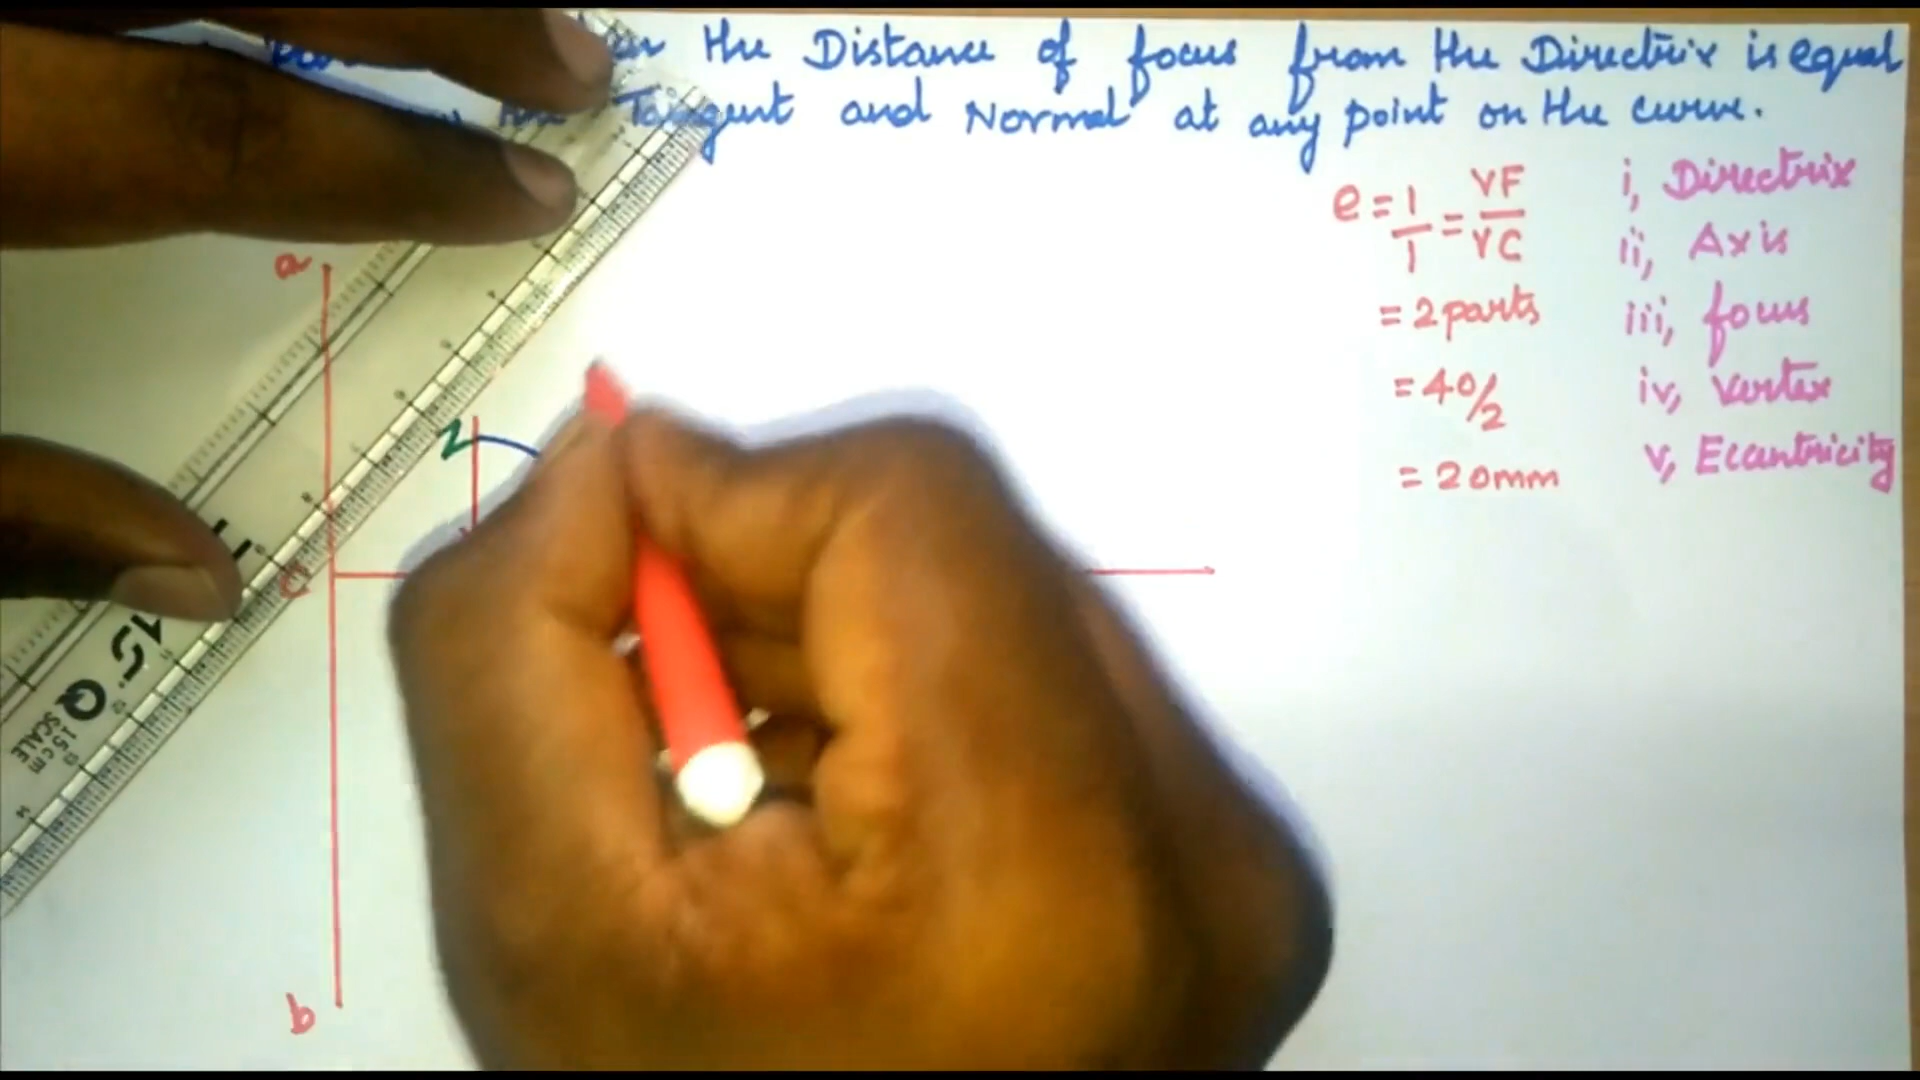 the Distance of focus from the Directrix is equal
Tangent and Normal at any point on the curve.
e = 1/1 = VF/VC
= 2 parts
= 40/2
= 20mm
i, Directrix
ii, Axis
iii, focus
iv, Vertex
v, Eccentricity
a
2
C
b
15
Q
SCALE
15cm